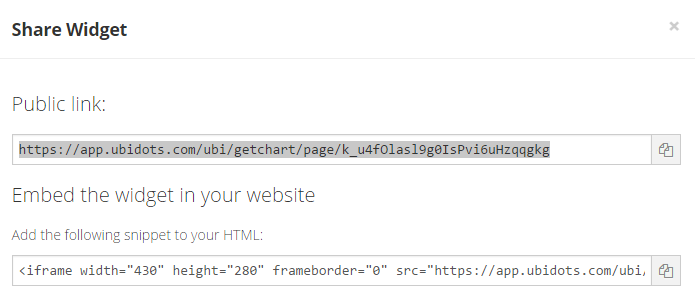 Share Widget
×
Public link:
https://app.ubidots.com/ubi/getchart/page/k_u4fOlasl9g0IsPvi6uHzqqgkg
Embed the widget in your website
Add the following snippet to your HTML:
<iframe width="430" height="280" frameborder="0" src="https://app.ubidots.com/ubi/